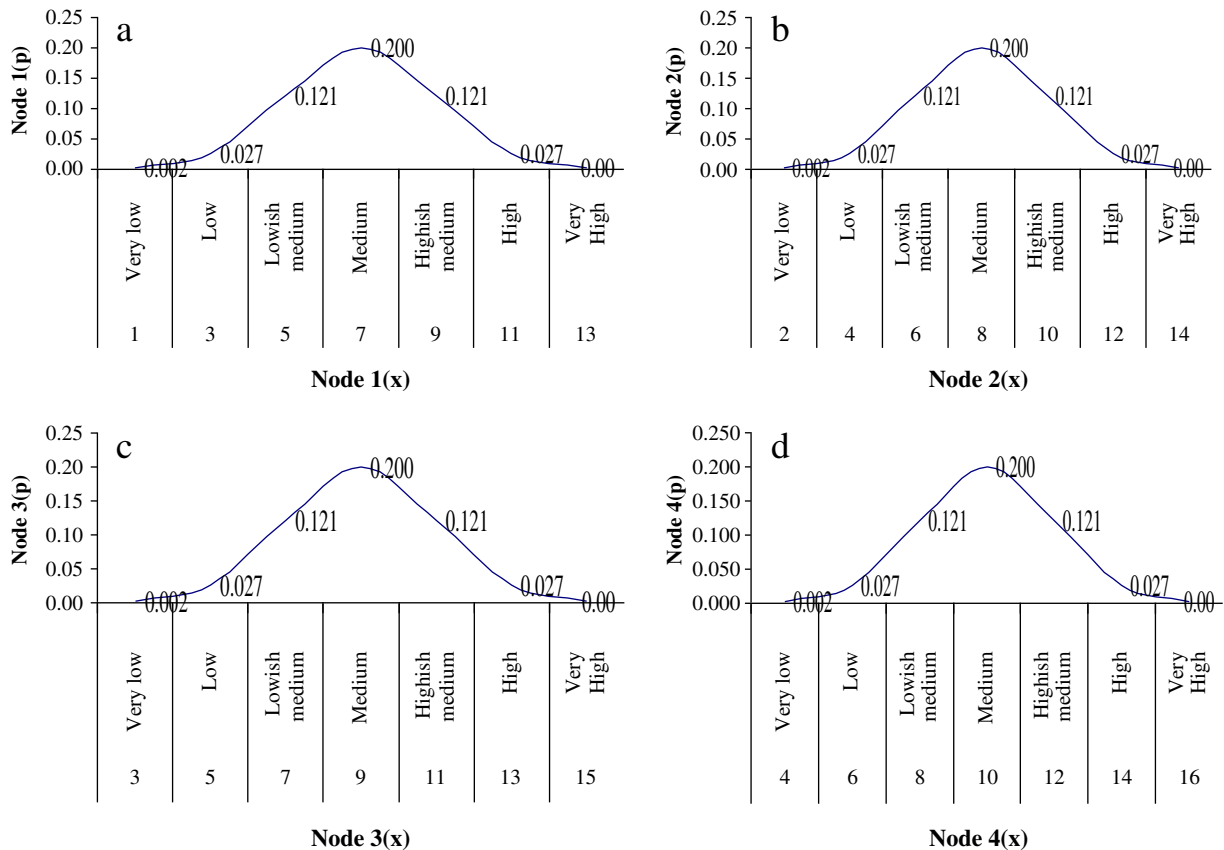 a
0.25
0.20
0.15
0.10
0.05
0.00
Node 1(p)
0.002
0.027
0.121
0.200
0.121
0.027
0.00
Very low
Low
Lowish medium
Medium
Highish medium
High
Very High
1 3 5 7 9 11 13
Node 1(x)
b
0.25
0.20
0.15
0.10
0.05
0.00
Node 2(p)
0.002
0.027
0.121
0.200
0.121
0.027
0.00
Very low
Low
Lowish medium
Medium
Highish medium
High
Very High
2 4 6 8 10 12 14
Node 2(x)
c
0.25
0.20
0.15
0.10
0.05
0.00
Node 3(p)
0.002
0.027
0.121
0.200
0.121
0.027
0.00
Very low
Low
Lowish medium
Medium
Highish medium
High
Very High
3 5 7 9 11 13 15
Node 3(x)
d
0.250
0.200
0.150
0.100
0.050
0.000
Node 4(p)
0.002
0.027
0.121
0.200
0.121
0.027
0.00
Very low
Low
Lowish medium
Medium
Highish medium
High
Very High
4 6 8 10 12 14 16
Node 4(x)